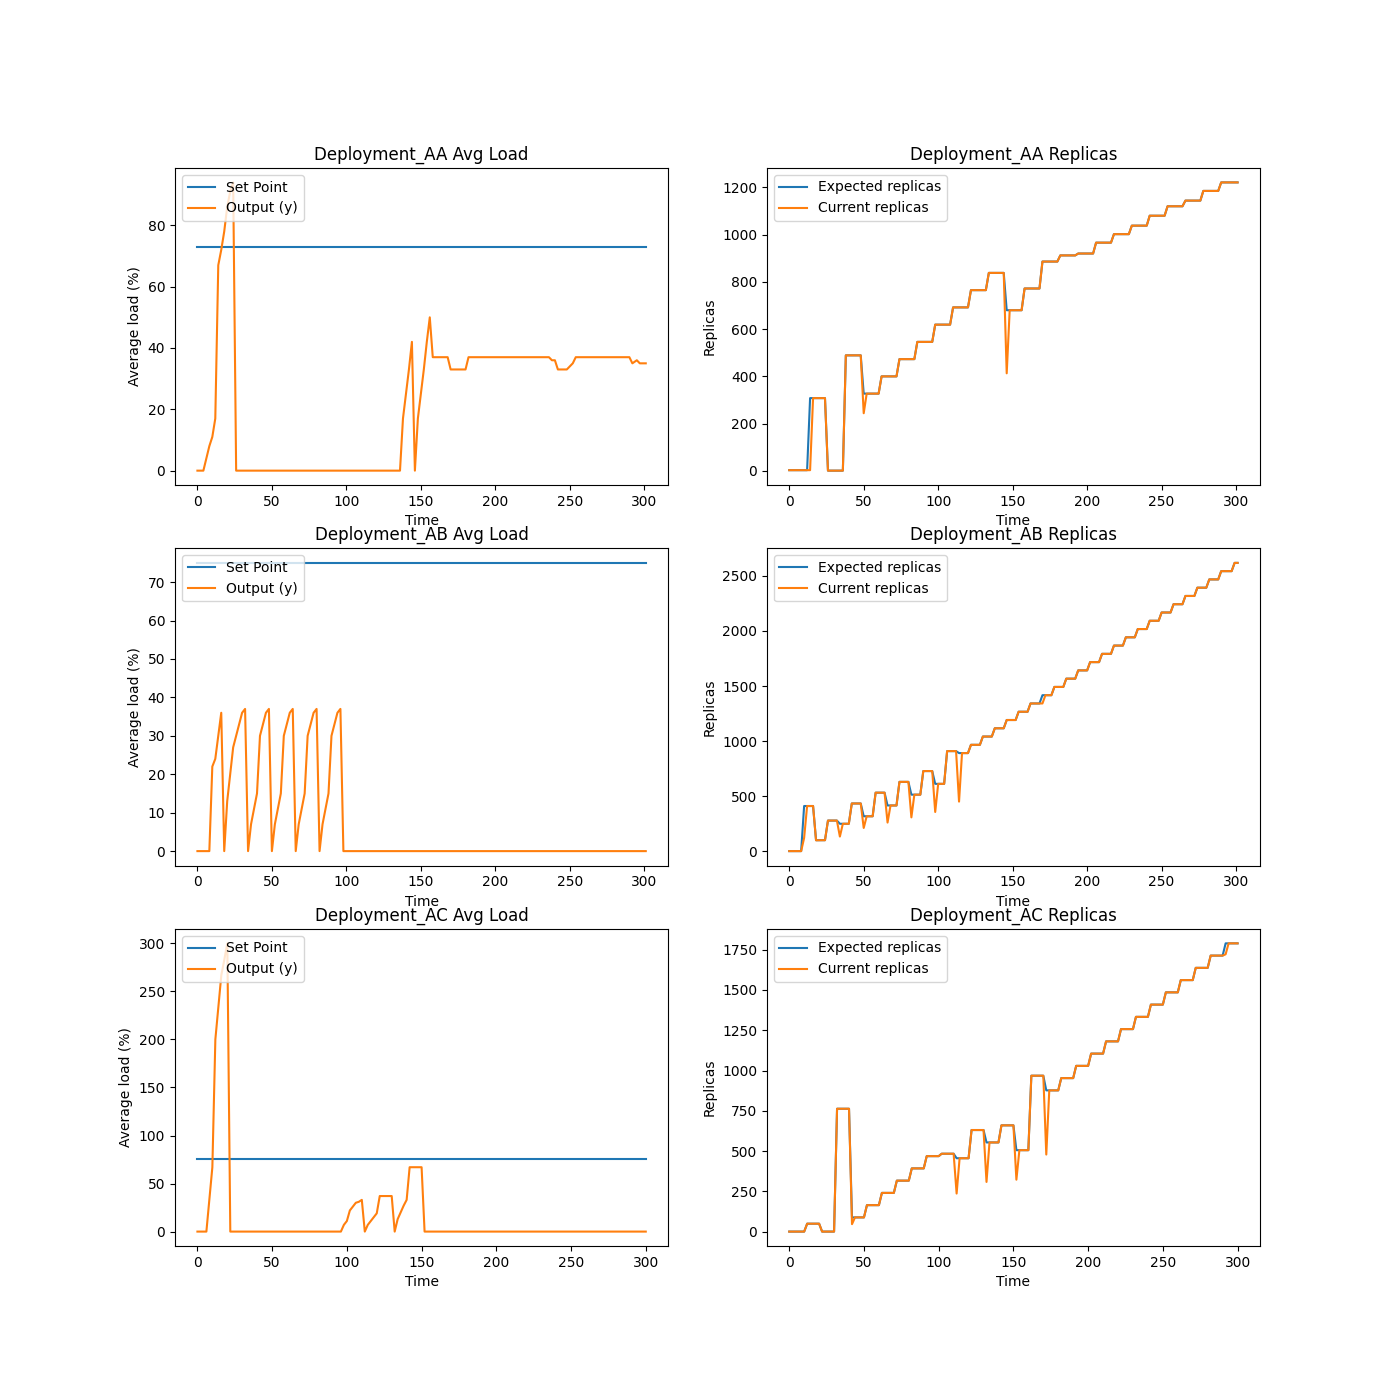 Deployment_AA Avg Load
Set Point
Output (y)
Average load (%)
80
60
40
20
0
0 50 100 150 200 250 300
Time
Deployment_AA Replicas
Expected replicas
Current replicas
Replicas
1200
1000
800
600
400
200
0
0 50 100 150 200 250 300
Time
Deployment_AB Avg Load
Set Point
Output (y)
Average load (%)
70
60
50
40
30
20
10
0
0 50 100 150 200 250 300
Time
Deployment_AB Replicas
Expected replicas
Current replicas
Replicas
2500
2000
1500
1000
500
0
0 50 100 150 200 250 300
Time
Deployment_AC Avg Load
Set Point
Output (y)
Average load (%)
300
250
200
150
100
50
0
0 50 100 150 200 250 300
Time
Deployment_AC Replicas
Expected replicas
Current replicas
Replicas
1750
1500
1250
1000
750
500
250
0
0 50 100 150 200 250 300
Time